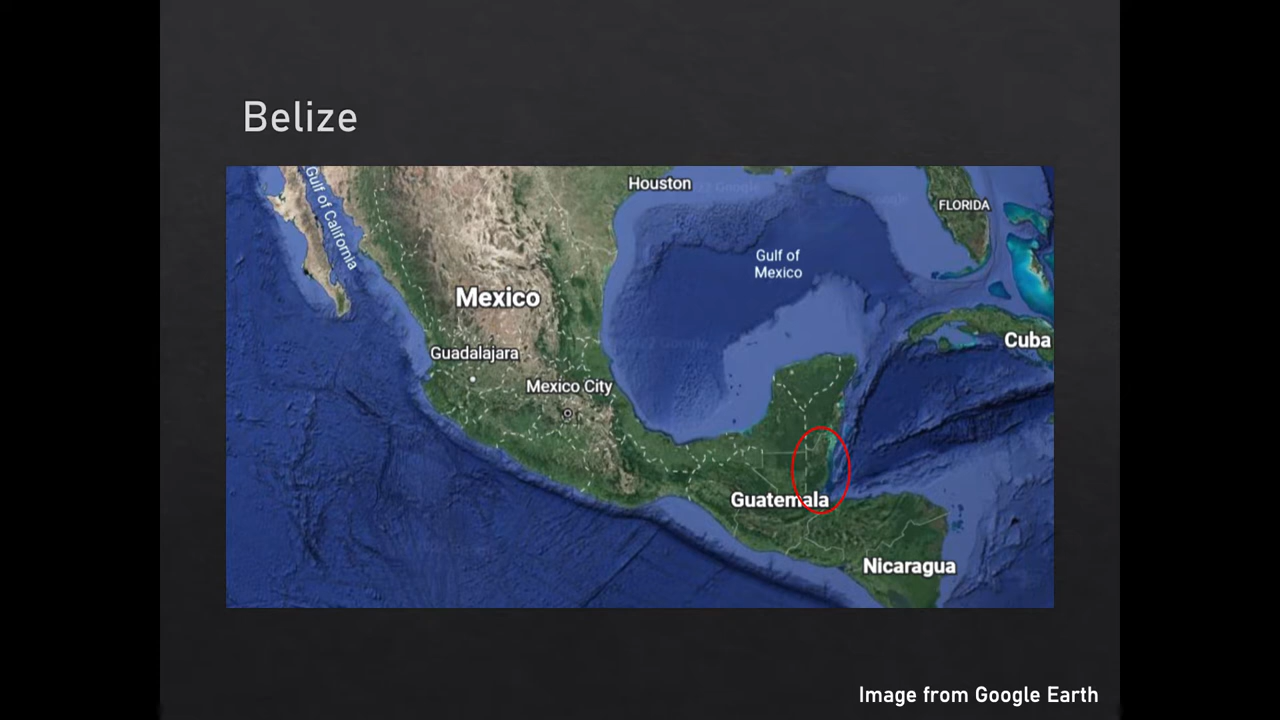 Belize
Gulf of California
Houston
FLORIDA
Gulf of
Mexico
Mexico
Cuba
Guadalajara
Mexico City
Guatemala
Nicaragua
Image from Google Earth